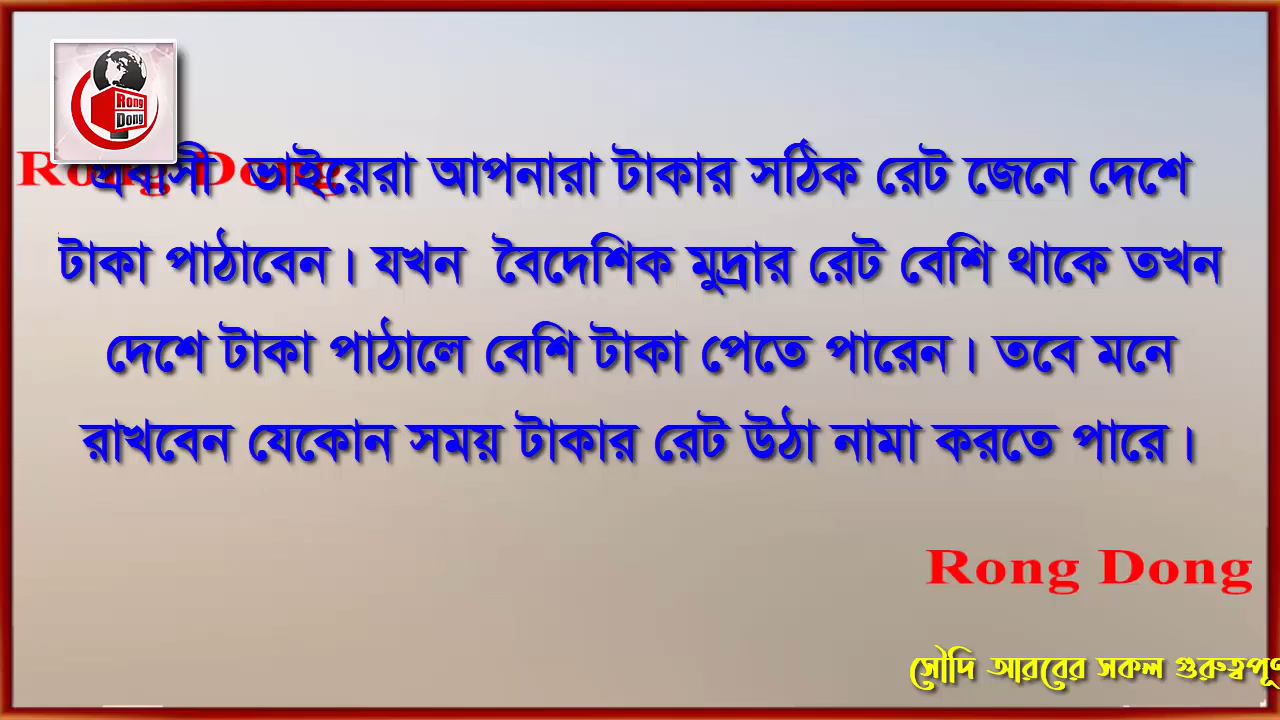 Rong Dong
Rong Dong
প্রবাসী ভাইয়েরা আপনারা টাকার সঠিক রেট জেনে দেশে
টাকা পাঠাবেন। যখন বৈদেশিক মুদ্রার রেট বেশি থাকে তখন
দেশে টাকা পাঠালে বেশি টাকা পেতে পারেন। তবে মনে
রাখবেন যেকোন সময় টাকার রেট উঠা নামা করতে পারে।
Rong Dong
সৌদি আরবের সকল